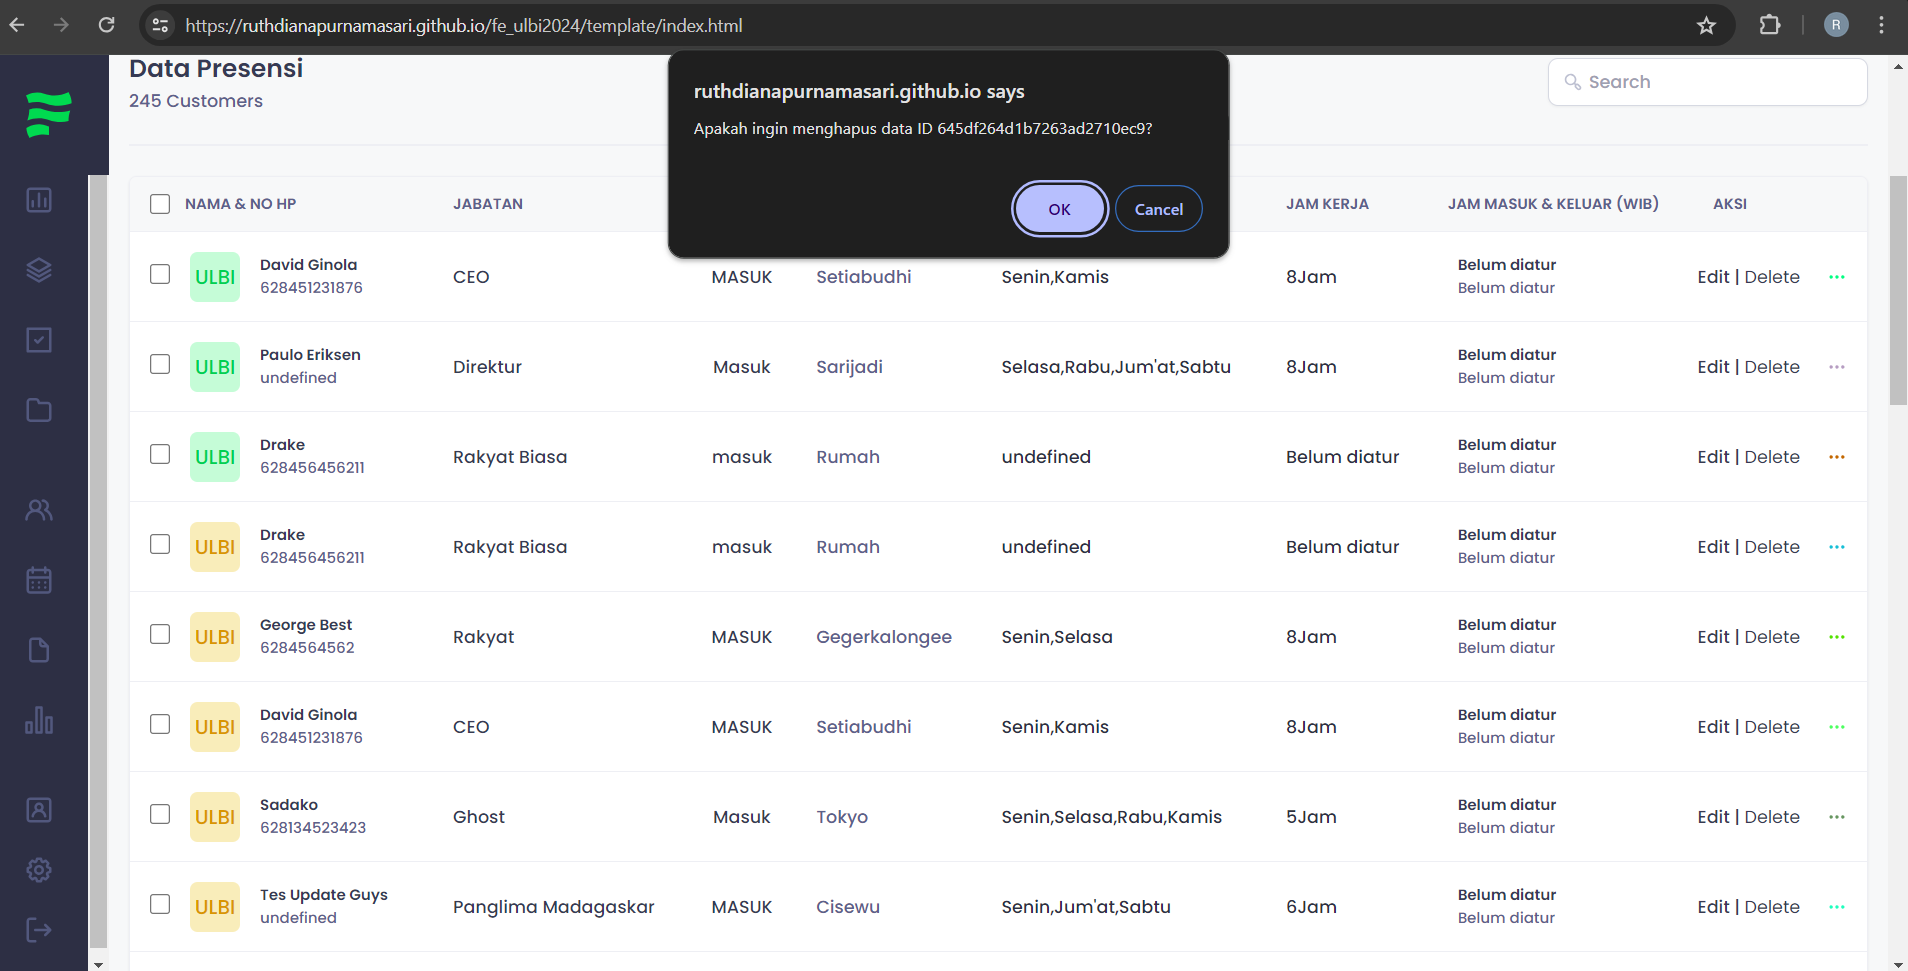 https://ruthdianapurnamasari.github.io/fe_ulbi2024/template/index.html
R
ruthdianapurnamasari.github.io says
Apakah ingin menghapus data ID 645df264d1b7263ad2710ec9?
OK
Cancel
Data Presensi
245 Customers
Search
NAMA & NO HP JABATAN JAM KERJA JAM MASUK & KELUAR (WIB) AKSI
ULBI
David Ginola
628451231876
CEO
MASUK
Setiabudhi
Senin,Kamis
8Jam
Belum diatur
Belum diatur
Edit | Delete
ULBI
Paulo Eriksen
undefined
Direktur
Masuk
Sarijadi
Selasa,Rabu,Jum'at,Sabtu
8Jam
Belum diatur
Belum diatur
Edit | Delete
ULBI
Drake
628456456211
Rakyat Biasa
masuk
Rumah
undefined
Belum diatur
Belum diatur
Belum diatur
Edit | Delete
ULBI
Drake
628456456211
Rakyat Biasa
masuk
Rumah
undefined
Belum diatur
Belum diatur
Belum diatur
Edit | Delete
ULBI
George Best
6284564562
Rakyat
MASUK
Gegerkalongee
Senin,Selasa
8Jam
Belum diatur
Belum diatur
Edit | Delete
ULBI
David Ginola
628451231876
CEO
MASUK
Setiabudhi
Senin,Kamis
8Jam
Belum diatur
Belum diatur
Edit | Delete
ULBI
Sadako
628134523423
Ghost
Masuk
Tokyo
Senin,Selasa,Rabu,Kamis
5Jam
Belum diatur
Belum diatur
Edit | Delete
ULBI
Tes Update Guys
undefined
Panglima Madagaskar
MASUK
Cisewu
Senin,Jum'at,Sabtu
6Jam
Belum diatur
Belum diatur
Edit | Delete